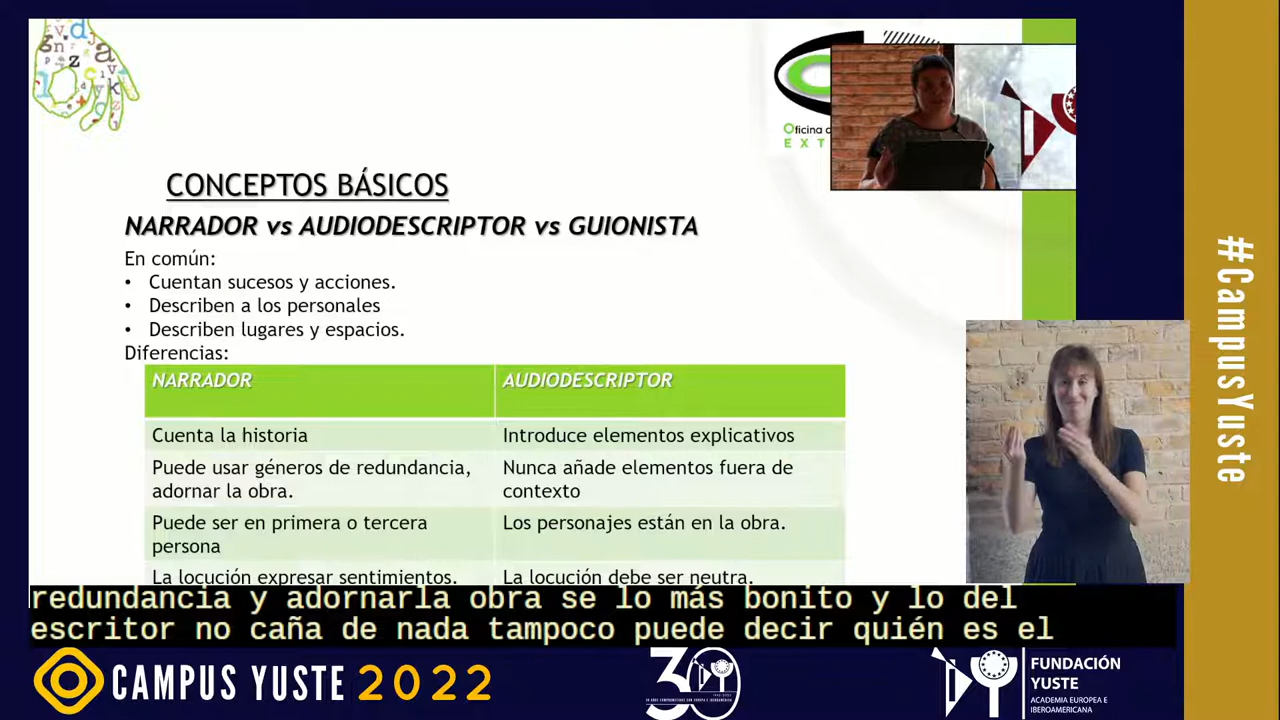 Oficina
EXT
CONCEPTOS BÁSICOS
NARRADOR vs AUDIODESCRIPTOR vs GUIONISTA
En común:
• Cuentan sucesos y acciones.
• Describen a los personales
• Describen lugares y espacios.
Diferencias:
NARRADOR
AUDIODESCRIPTOR
Cuenta la historia
Introduce elementos explicativos
Puede usar géneros de redundancia,
adornar la obra.
Nunca añade elementos fuera de
contexto
Puede ser en primera o tercera
persona
Los personajes están en la obra.
La locución expresar sentimientos.
La locución debe ser neutra.
redundancia y adornarla obra se lo más bonito y lo del
escritor no caña de nada tampoco puede decir quién es el
#CampusYuste
CAMPUS YUSTE 2022
30
FUNDACIÓN
YUSTE
ACADEMIA EUROPEA E
IBEROAMERICANA